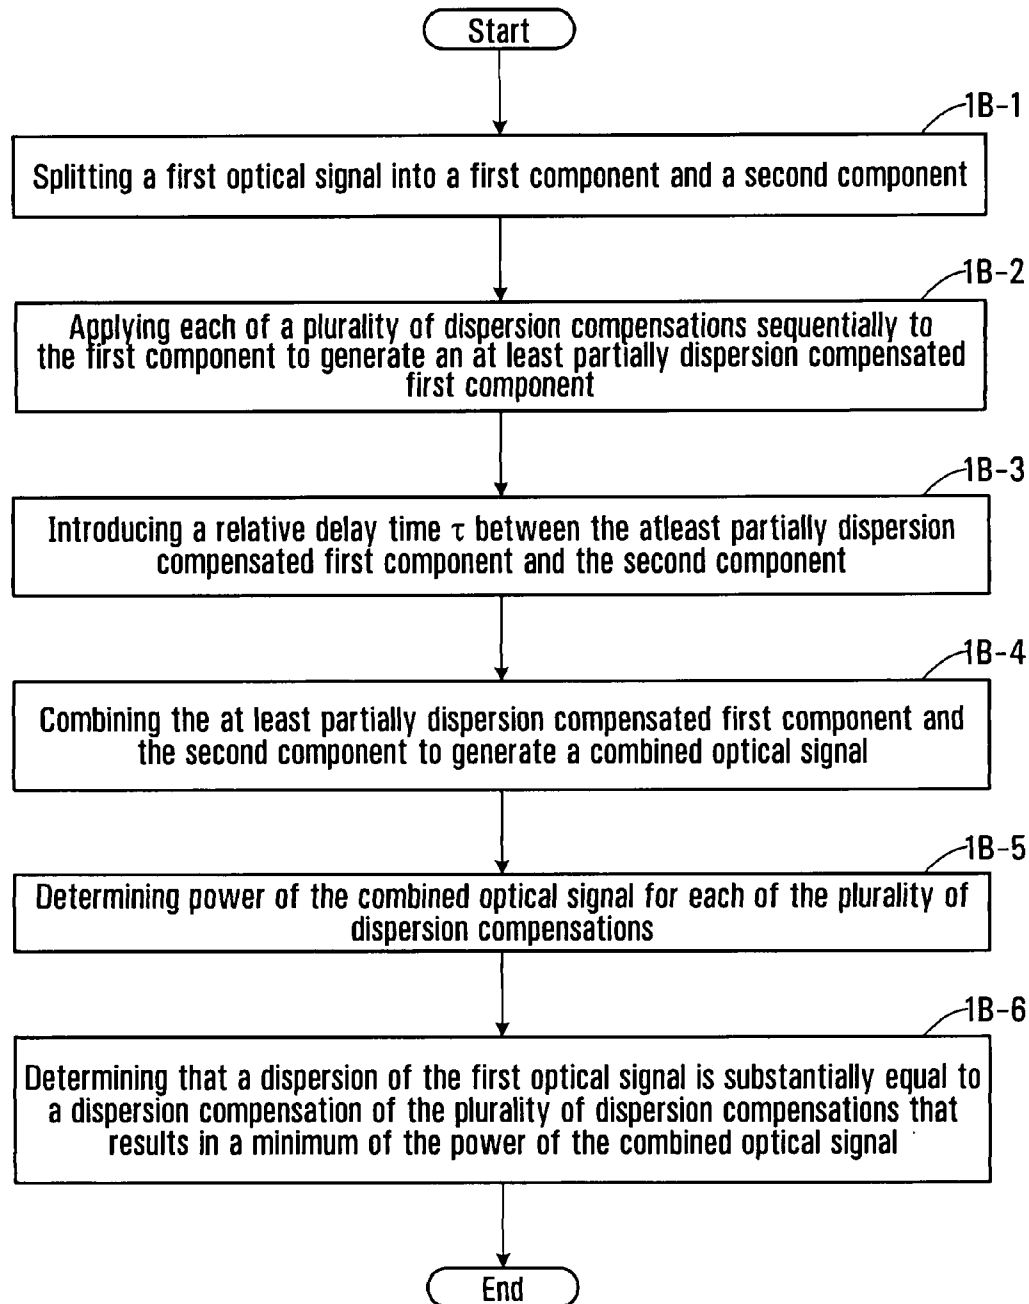 Start
1B-1
Splitting a first optical signal into a first component and a second component
1B-2
Applying each of a plurality of dispersion compensations sequentially to
the first component to generate an at least partially dispersion compensated
first component
1B-3
Introducing a relative delay time τ between the atleast partially dispersion
compensated first component and the second component
1B-4
Combining the at least partially dispersion compensated first component and
the second component to generate a combined optical signal
1B-5
Determining power of the combined optical signal for each of the plurality of
dispersion compensations
1B-6
Determining that a dispersion of the first optical signal is substantially equal to
a dispersion compensation of the plurality of dispersion compensations that
results in a minimum of the power of the combined optical signal
End